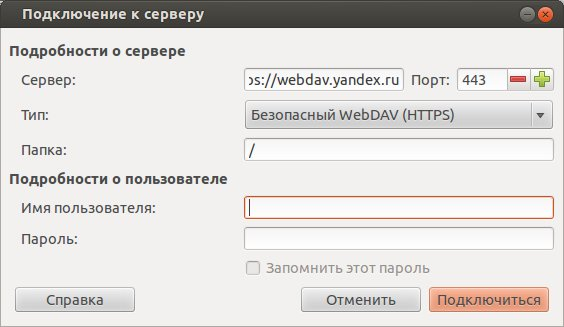 Подключение к серверу
Подробности о сервере
Сервер: ps://webdav.yandex.ru Порт: 443
Тип: Безопасный WebDAV (HTTPS)
Папка: /
Подробности о пользователе
Имя пользователя:
Пароль:
Запомнить этот пароль
Справка Отменить Подключиться